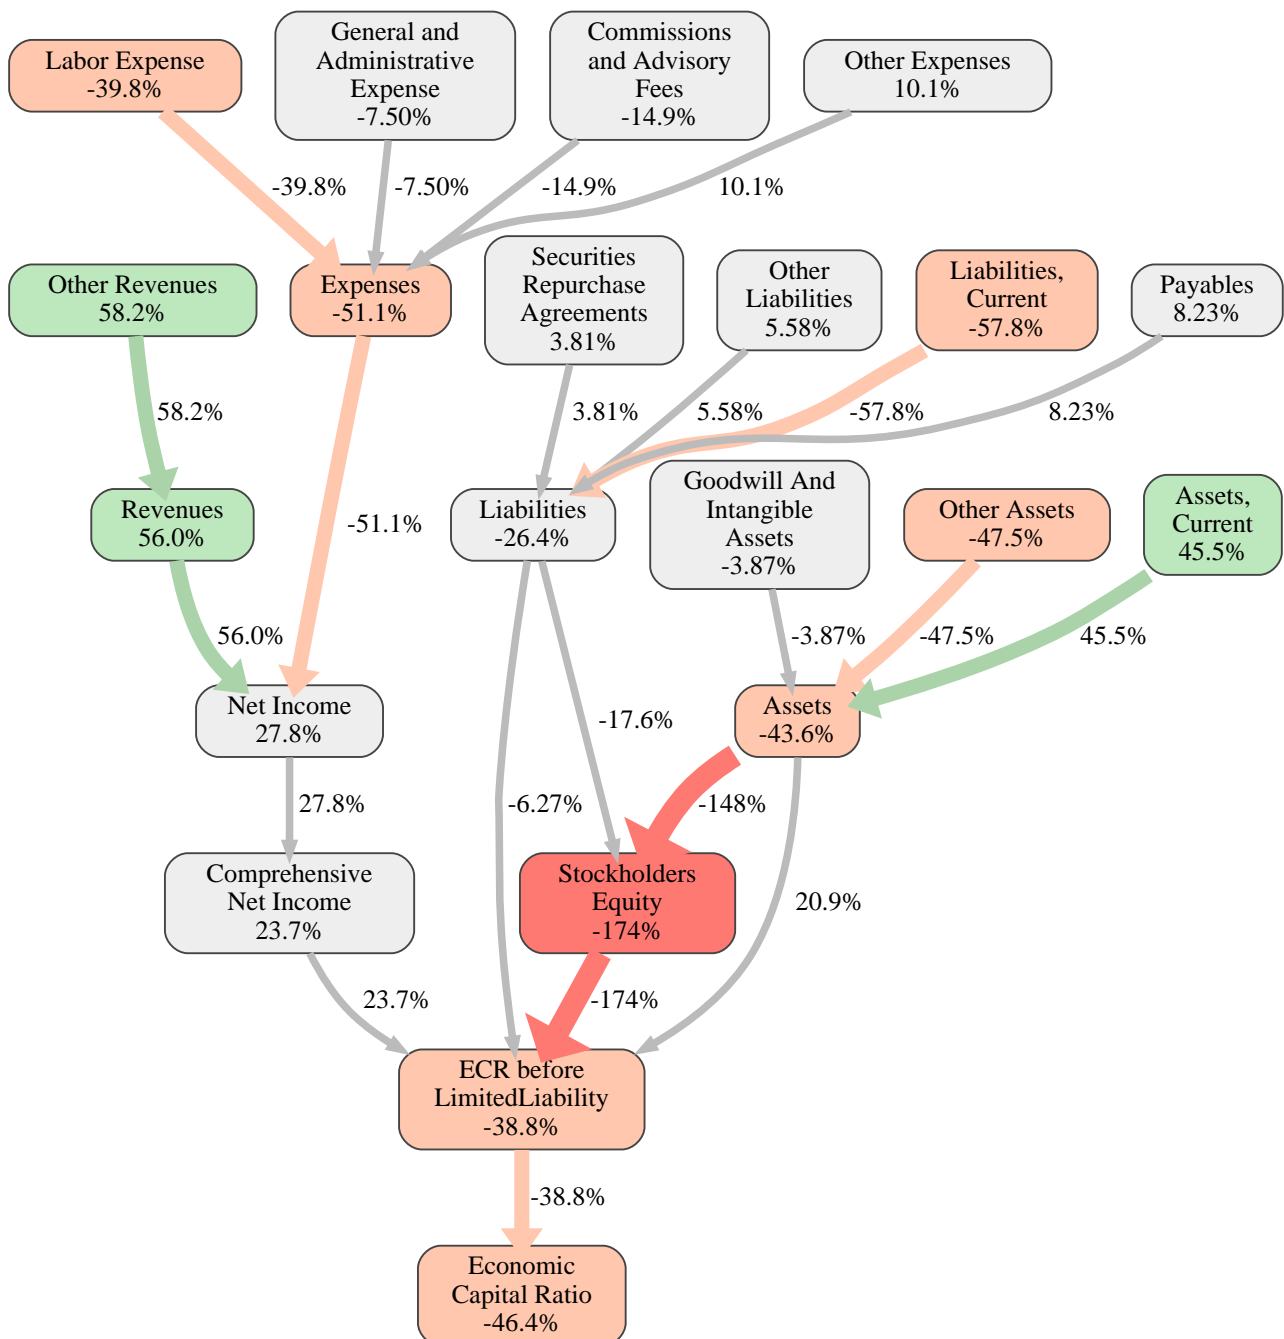 Labor Expense
-39.8%
General and
Administrative
Expense
-7.50%
Commissions
and Advisory
Fees
-14.9%
Other Expenses
10.1%
-39.8%
-7.50%
-14.9%
10.1%
Other Revenues
58.2%
Expenses
-51.1%
Securities
Repurchase
Agreements
3.81%
Other
Liabilities
5.58%
Liabilities,
Current
-57.8%
Payables
8.23%
58.2%
3.81%
5.58%
-57.8%
8.23%
Revenues
56.0%
-51.1%
Liabilities
-26.4%
Goodwill And
Intangible
Assets
-3.87%
Other Assets
-47.5%
Assets,
Current
45.5%
56.0%
-3.87%
-47.5%
45.5%
Net Income
27.8%
-17.6%
Assets
-43.6%
27.8%
-6.27%
-148%
Comprehensive
Net Income
23.7%
Stockholders
Equity
-174%
20.9%
23.7%
-174%
ECR before
LimitedLiability
-38.8%
-38.8%
Economic
Capital Ratio
-46.4%